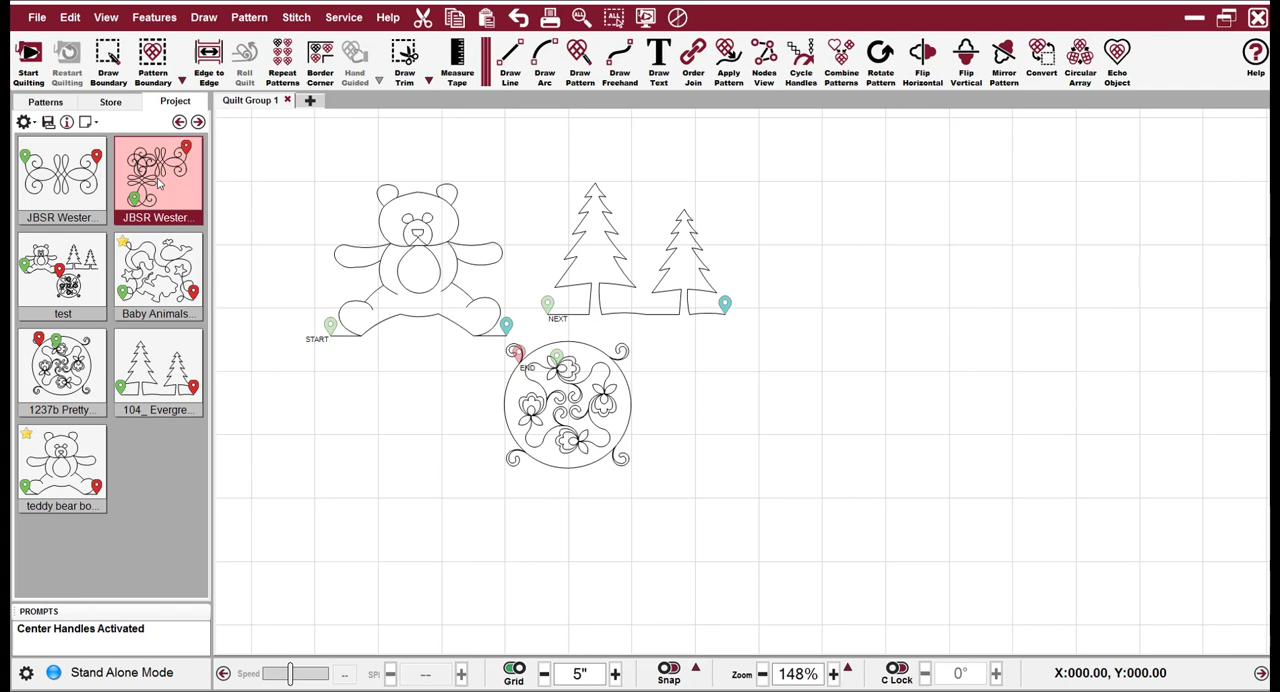 File Edit View Features Draw Pattern Stitch Service Help
Start Quilting
Restart Quilting
Draw Boundary
Pattern Boundary
Edge to Edge
Roll Quilt
Repeat Patterns
Border Corner
Hand Guided
Draw Trim
Measure Tape
Draw Line
Draw Arc
Draw Pattern
Draw Freehand
Draw Text
Order Join
Apply Pattern
Nodes View
Cycle Handles
Combine Patterns
Rotate Pattern
Flip Horizontal
Flip Vertical
Mirror Pattern
Convert
Circular Array
Echo Object
Help
Patterns Store Project
Quilt Group 1
JBSR Wester...
JBSR Wester...
test
Baby Animals...
1237b Pretty...
104_ Evergre...
teddy bear bo...
START
NEXT
END
PROMPTS
Center Handles Activated
Stand Alone Mode
Speed --
SPI --
Grid 5"
Snap
Zoom 148%
C Lock 0°
X:000.00, Y:000.00